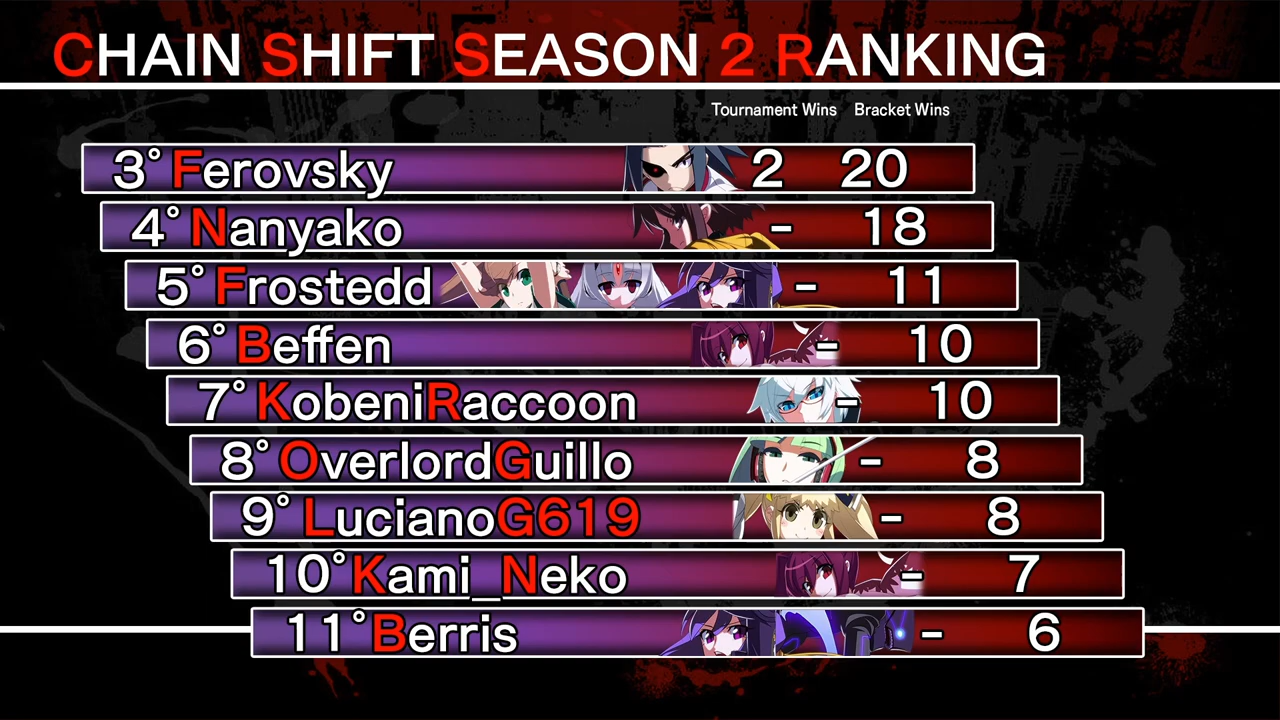 CHAIN SHIFT SEASON 2 RANKING
Tournament Wins Bracket Wins
3° Ferovsky 2 20
4° Nanyako - 18
5° Frostedd - 11
6° Beffen - 10
7° KobeniRaccoon - 10
8° OverlordGuillo - 8
9° LucianoG619 - 8
10° Kami_Neko - 7
11° Berris - 6